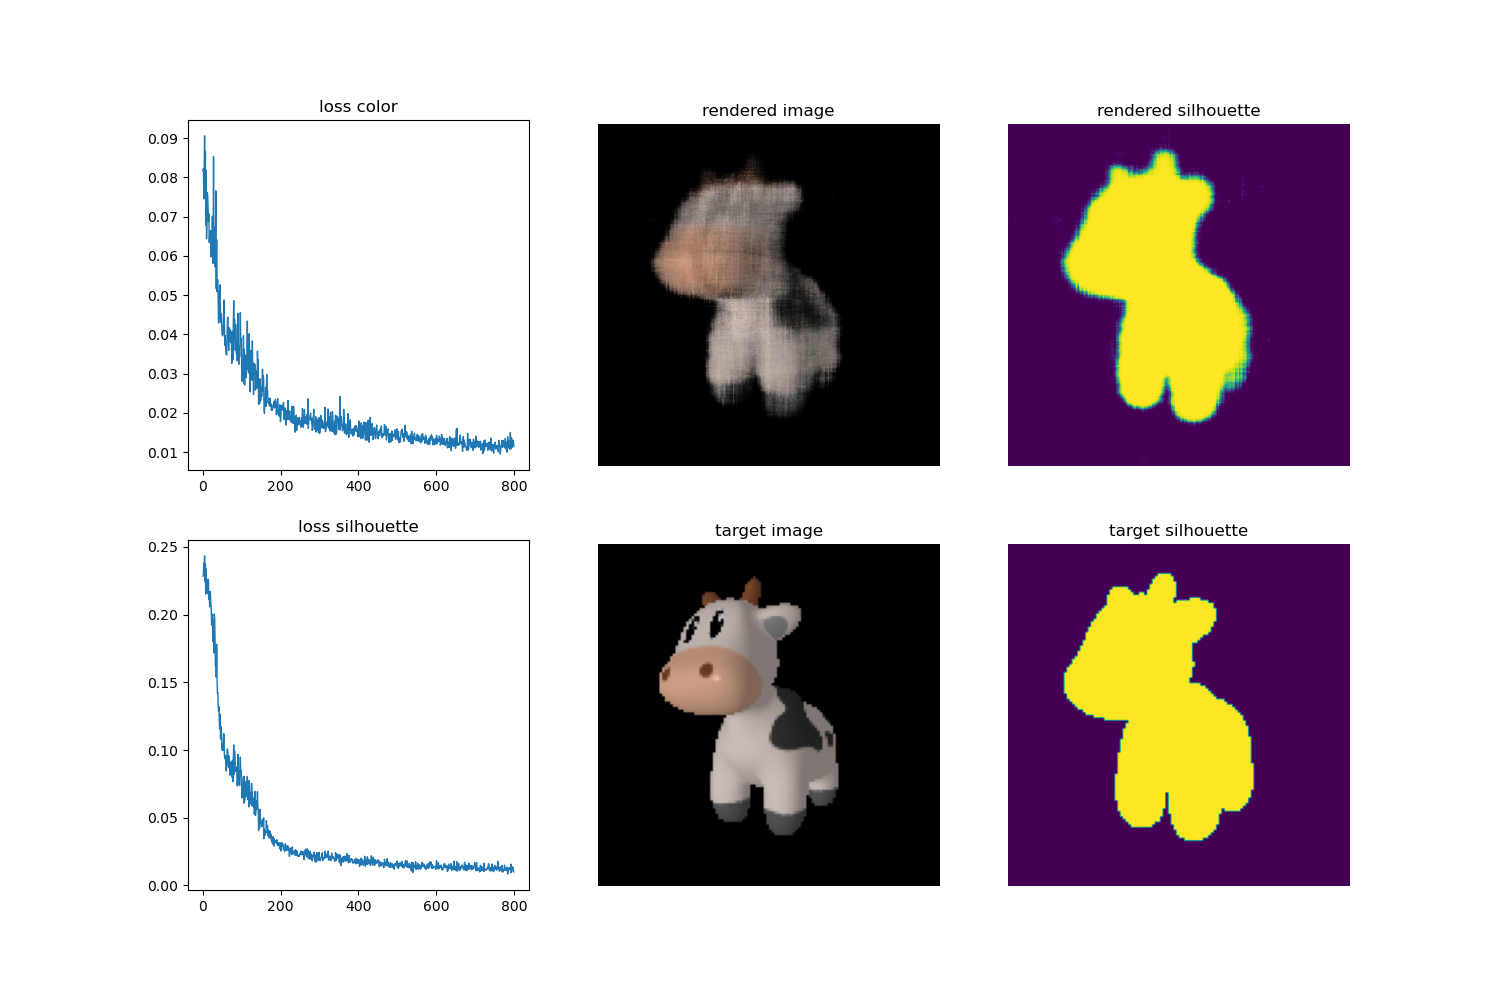 loss color
0.09
0.08
0.07
0.06
0.05
0.04
0.03
0.02
0.01
0 200 400 600 800
rendered image
rendered silhouette
loss silhouette
0.25
0.20
0.15
0.10
0.05
0.00
0 200 400 600 800
target image
target silhouette